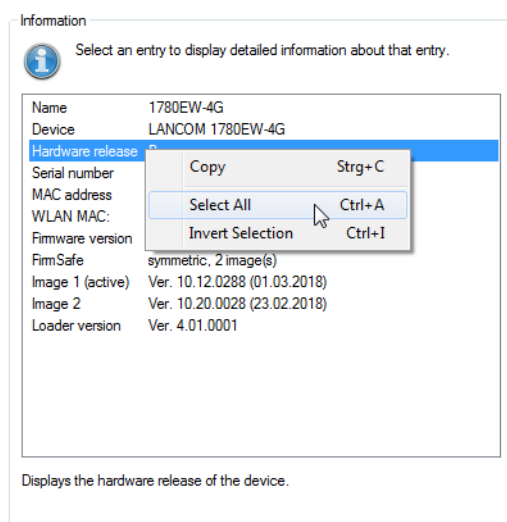 Information
Select an entry to display detailed information about that entry.
Name 1780EW-4G
Device LANCOM 1780EW-4G
Hardware release
Serial number
MAC address
WLAN MAC:
Firmware version
Copy Strg+C
Select All Ctrl+A
Invert Selection Ctrl+I
FirmSafe symmetric, 2 image(s)
Image 1 (active) Ver. 10.12.0288 (01.03.2018)
Image 2 Ver. 10.20.0028 (23.02.2018)
Loader version Ver. 4.01.0001
Displays the hardware release of the device.